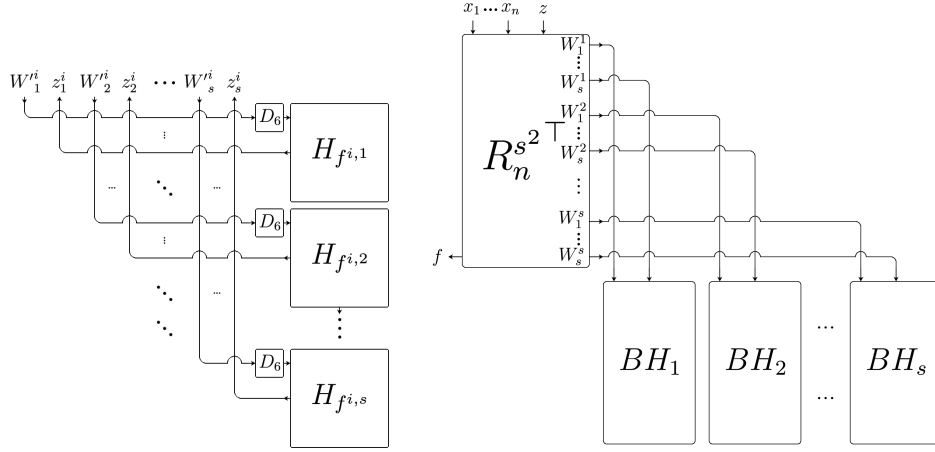 W'^i_1 z^i_1 W'^i_2 z^i_2 ⋯ W'^i_s z^i_s
D_6
H_{f^{i,1}}
D_6
H_{f^{i,2}}
D_6
H_{f^{i,s}}
x_1 … x_n z
W^1_1
W^1_s
W^2_1
W^2_s
R_n^{s^2 ⊤}
W^s_1
W^s_s
f
BH_1 BH_2 … BH_s